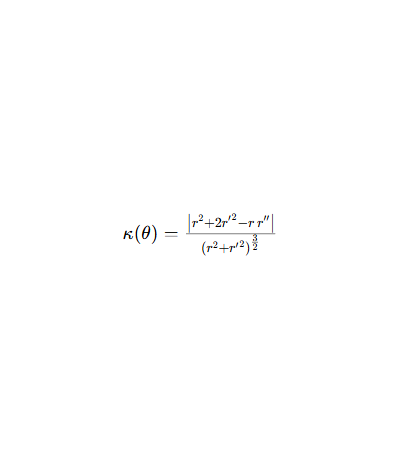 κ(θ) = |r²+2r′²−r r″| / (r²+r′²)^(3/2)